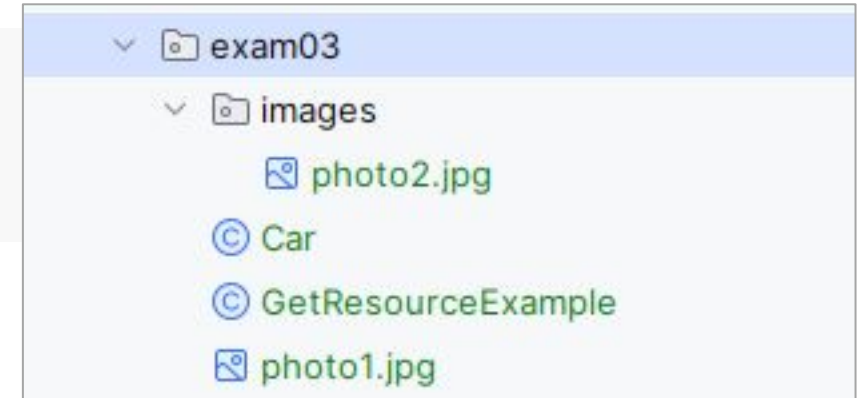 exam03
images
photo2.jpg
C Car
C GetResourceExample
photo1.jpg